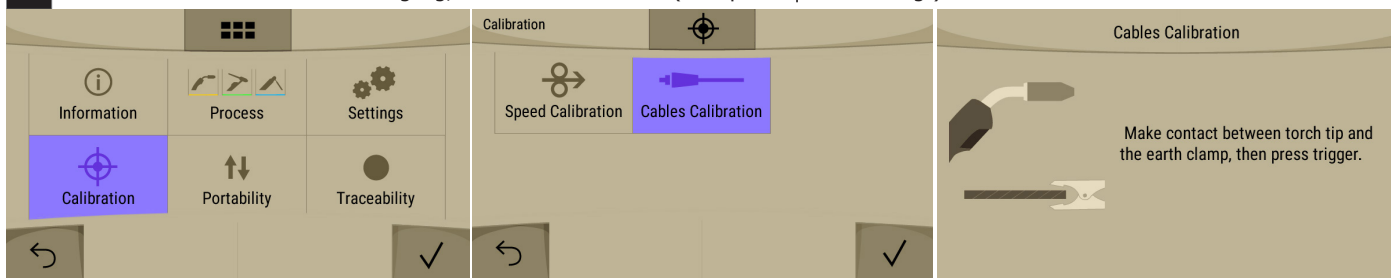 Information
Process
Settings
Calibration
Portability
Traceability
Calibration
Speed Calibration
Cables Calibration
Cables Calibration
Make contact between torch tip and
the earth clamp, then press trigger.